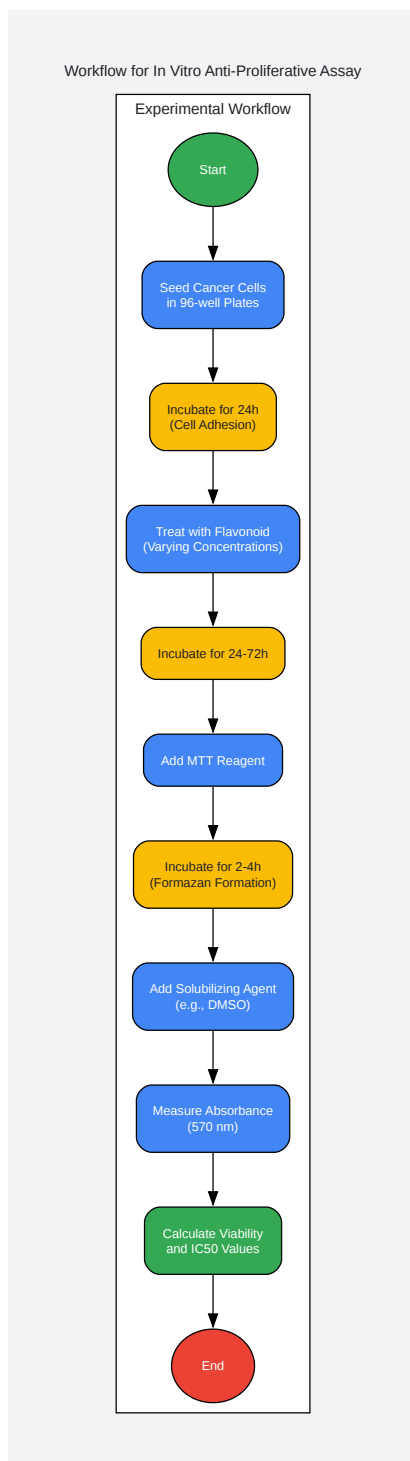 Workflow for In Vitro Anti-Proliferative Assay
Experimental Workflow
Start
Seed Cancer Cells
in 96-well Plates
Incubate for 24h
(Cell Adhesion)
Treat with Flavonoid
(Varying Concentrations)
Incubate for 24-72h
Add MTT Reagent
Incubate for 2-4h
(Formazan Formation)
Add Solubilizing Agent
(e.g., DMSO)
Measure Absorbance
(570 nm)
Calculate Viability
and IC50 Values
End